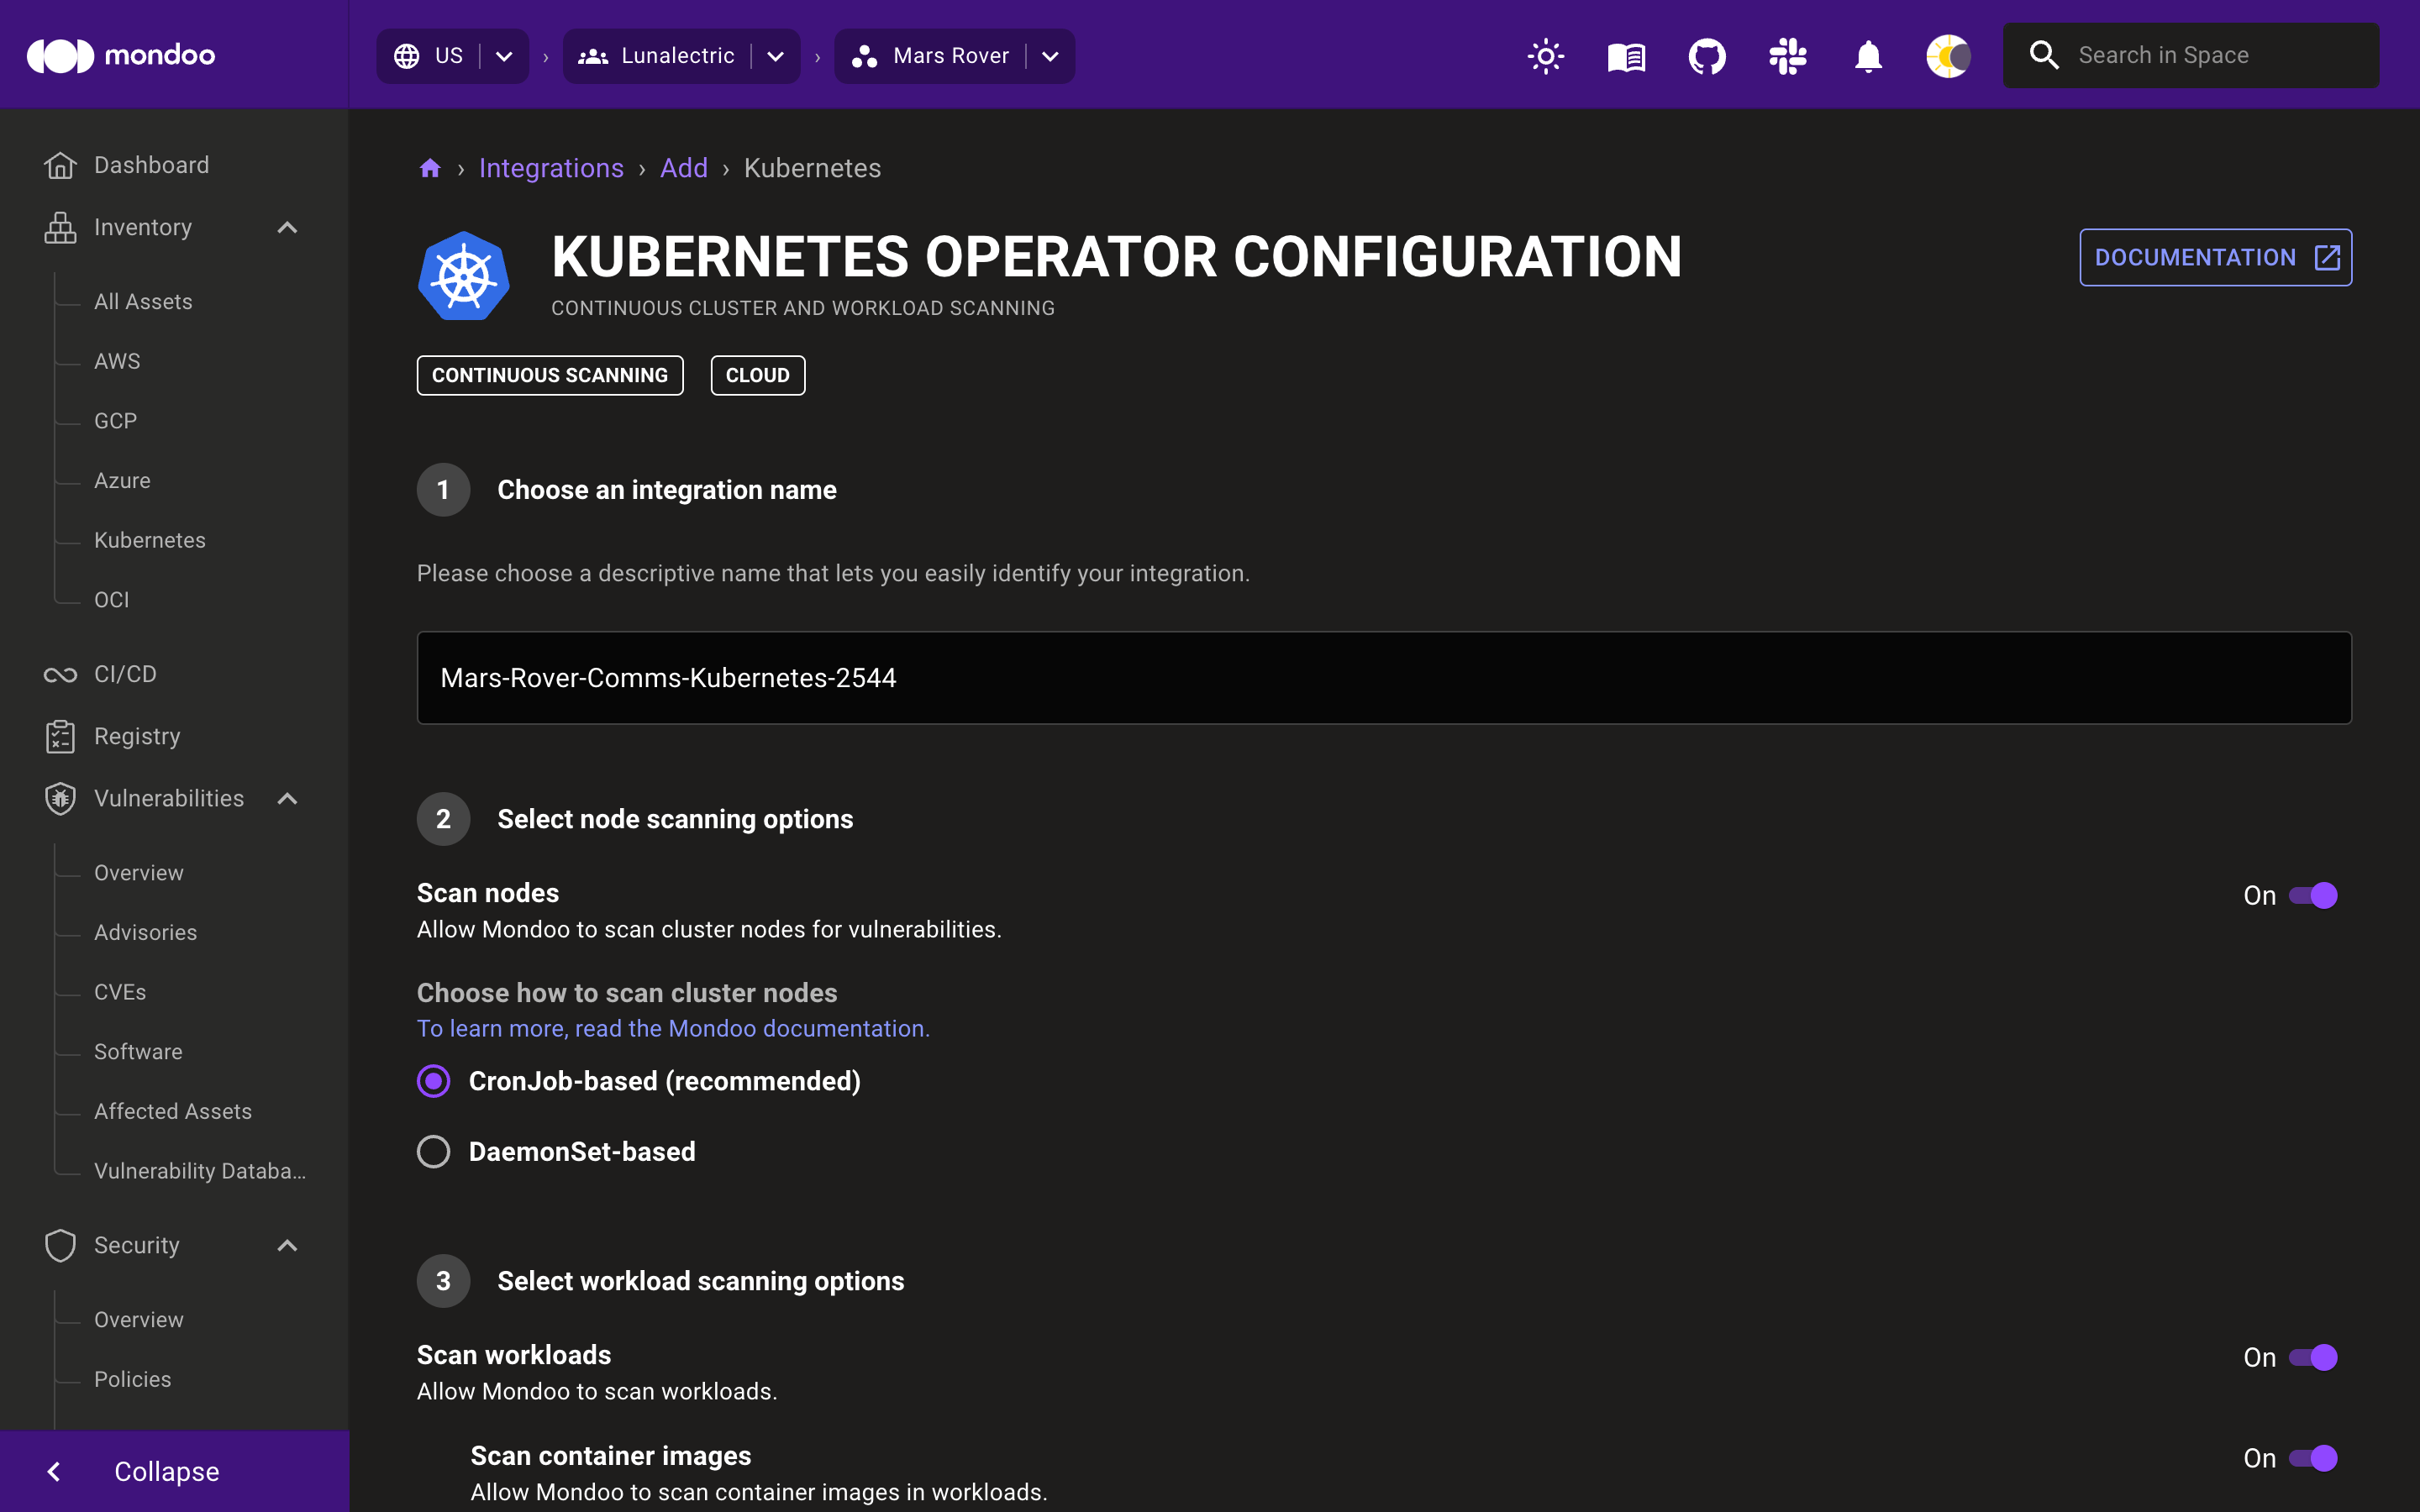 mondoo
US
Lunalectric
Mars Rover
Search in Space
Dashboard
Inventory
All Assets
AWS
GCP
Azure
Kubernetes
OCI
CI/CD
Registry
Vulnerabilities
Overview
Advisories
CVEs
Software
Affected Assets
Vulnerability Databa...
Security
Overview
Policies
Collapse
Integrations › Add › Kubernetes
KUBERNETES OPERATOR CONFIGURATION
CONTINUOUS CLUSTER AND WORKLOAD SCANNING
DOCUMENTATION
CONTINUOUS SCANNING
CLOUD
1 Choose an integration name
Please choose a descriptive name that lets you easily identify your integration.
Mars-Rover-Comms-Kubernetes-2544
2 Select node scanning options
Scan nodes
On
Allow Mondoo to scan cluster nodes for vulnerabilities.
Choose how to scan cluster nodes
To learn more, read the Mondoo documentation.
CronJob-based (recommended)
DaemonSet-based
3 Select workload scanning options
Scan workloads
On
Allow Mondoo to scan workloads.
Scan container images
On
Allow Mondoo to scan container images in workloads.